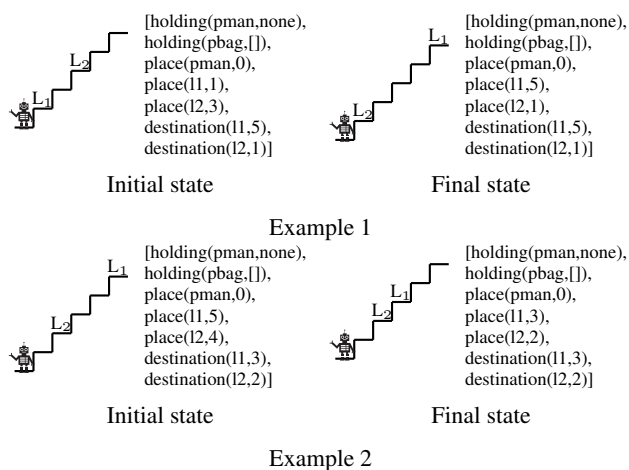 L₁
L₂
[holding(pman,none),
holding(pbag,[]),
place(pman,0),
place(l1,1),
place(l2,3),
destination(l1,5),
destination(l2,1)]
Initial state
L₁
L₂
[holding(pman,none),
holding(pbag,[]),
place(pman,0),
place(l1,5),
place(l2,1),
destination(l1,5),
destination(l2,1)]
Final state
Example 1
L₁
L₂
[holding(pman,none),
holding(pbag,[]),
place(pman,0),
place(l1,5),
place(l2,4),
destination(l1,3),
destination(l2,2)]
Initial state
L₁
L₂
[holding(pman,none),
holding(pbag,[]),
place(pman,0),
place(l1,3),
place(l2,2),
destination(l1,3),
destination(l2,2)]
Final state
Example 2